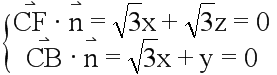 CF⃗ · n⃗ = √3x + √3z = 0
CB⃗ · n⃗ = √3x + y = 0